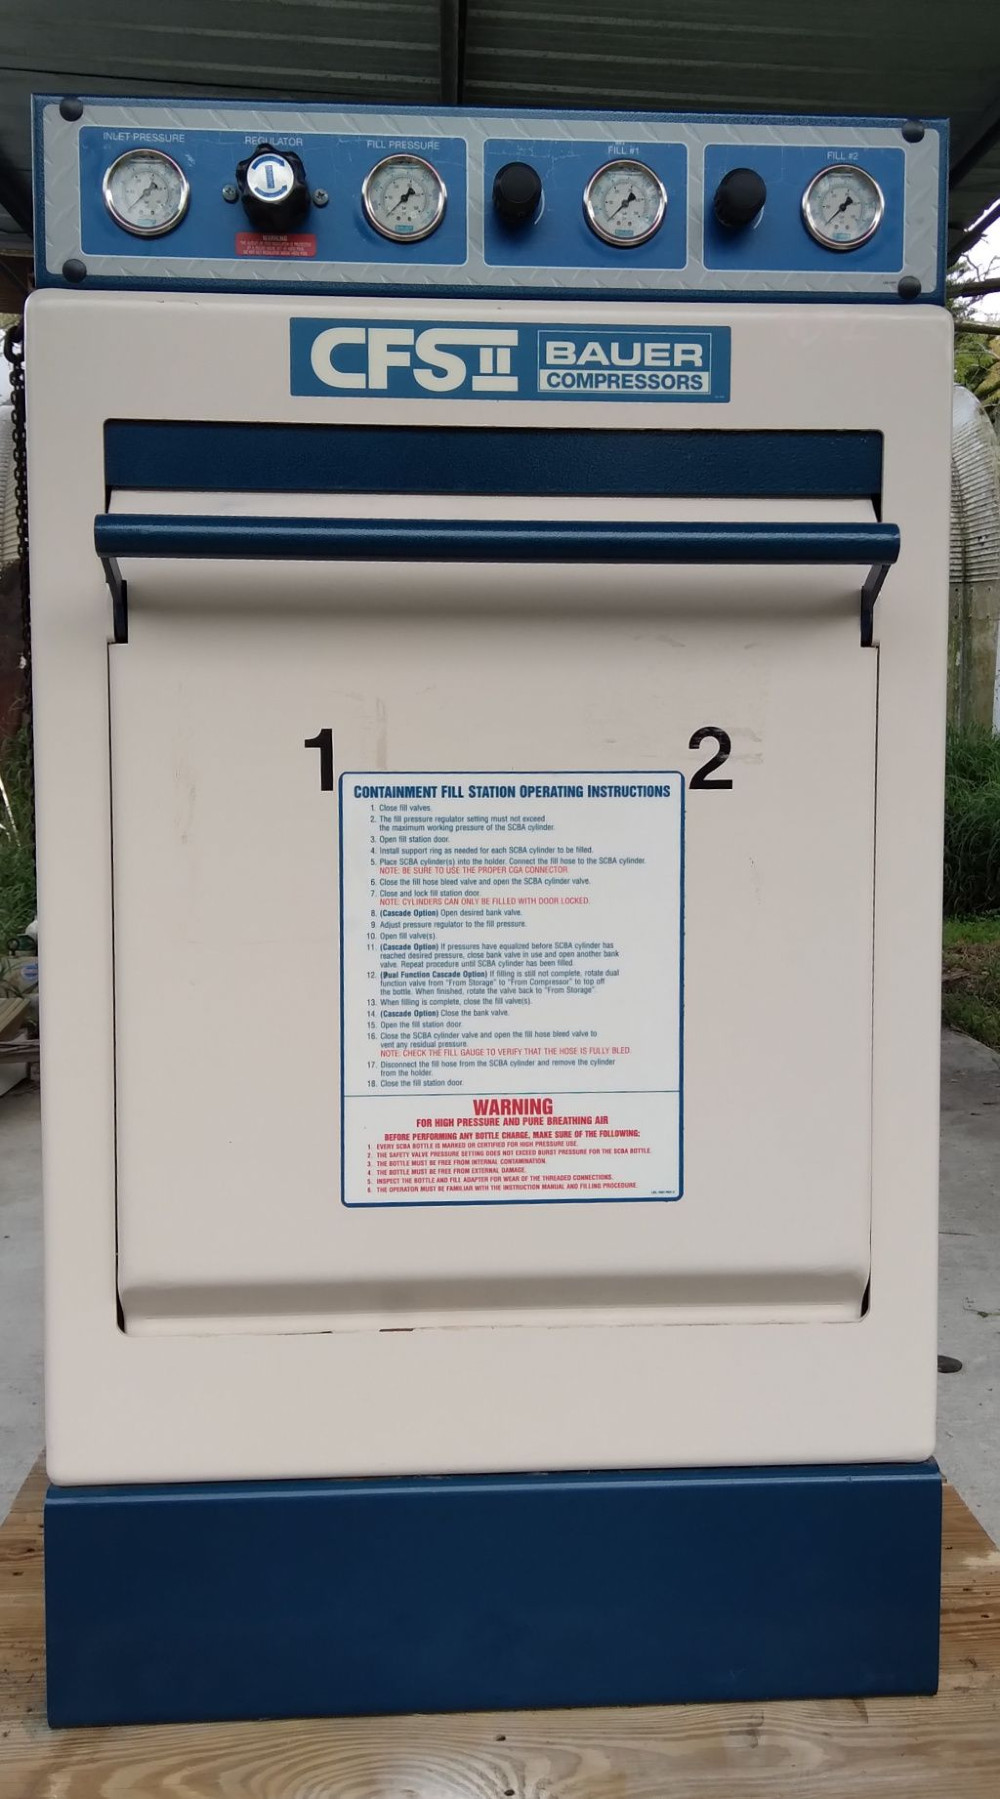 INLET PRESSURE
REGULATOR
FILL PRESSURE
FILL #1
FILL #2
WARNING
BAUER
BAUER
BAUER
BAUER
CFSII
BAUER
COMPRESSORS
1
2
CONTAINMENT FILL STATION OPERATING INSTRUCTIONS
1. Close fill valves.
2. The fill pressure regulator setting must not exceed
the maximum working pressure of the SCBA cylinder.
3. Open fill station door.
4. Install support ring as needed for each SCBA cylinder to be filled.
5. Place SCBA cylinder(s) into the holder. Connect the fill hose to the SCBA cylinder.
NOTE: BE SURE TO USE THE PROPER CGA CONNECTOR.
6. Close the fill hose bleed valve and open the SCBA cylinder valve.
7. Close and lock fill station door.
NOTE: CYLINDERS CAN ONLY BE FILLED WITH DOOR LOCKED.
8. (Cascade Option) Open desired bank valve.
9. Adjust pressure regulator to the fill pressure.
10. Open fill valve(s).
11. (Cascade Option) If pressures have equalized before SCBA cylinder has
reached desired pressure, close bank valve in use and open another bank
valve. Repeat procedure until SCBA cylinder has been filled.
12. (Dual Function Cascade Option) If filling is still not complete, rotate dual
function valve from "From Storage" to "From Compressor" to top off
the bottle. When finished, rotate the valve back to "From Storage".
13. When filling is complete, close the fill valve(s).
14. (Cascade Option) Close the bank valve.
15. Open the fill station door.
16. Close the SCBA cylinder valve and open the fill hose bleed valve to
vent any residual pressure.
NOTE: CHECK THE FILL GAUGE TO VERIFY THAT THE HOSE IS FULLY BLED.
17. Disconnect the fill hose from the SCBA cylinder and remove the cylinder
from the holder.
18. Close the fill station door.
WARNING
FOR HIGH PRESSURE AND PURE BREATHING AIR
BEFORE PERFORMING ANY BOTTLE CHARGE, MAKE SURE OF THE FOLLOWING:
1. EVERY SCBA BOTTLE IS MARKED OR CERTIFIED FOR HIGH PRESSURE USE.
2. THE SAFETY VALVE PRESSURE SETTING DOES NOT EXCEED BURST PRESSURE FOR THE SCBA BOTTLE.
3. THE BOTTLE MUST BE FREE FROM INTERNAL CONTAMINATION.
4. THE BOTTLE MUST BE FREE FROM EXTERNAL DAMAGE.
5. INSPECT THE BOTTLE AND FILL ADAPTER FOR WEAR OF THE THREADED CONNECTIONS.
6. THE OPERATOR MUST BE FAMILIAR WITH THE INSTRUCTION MANUAL AND FILLING PROCEDURE.